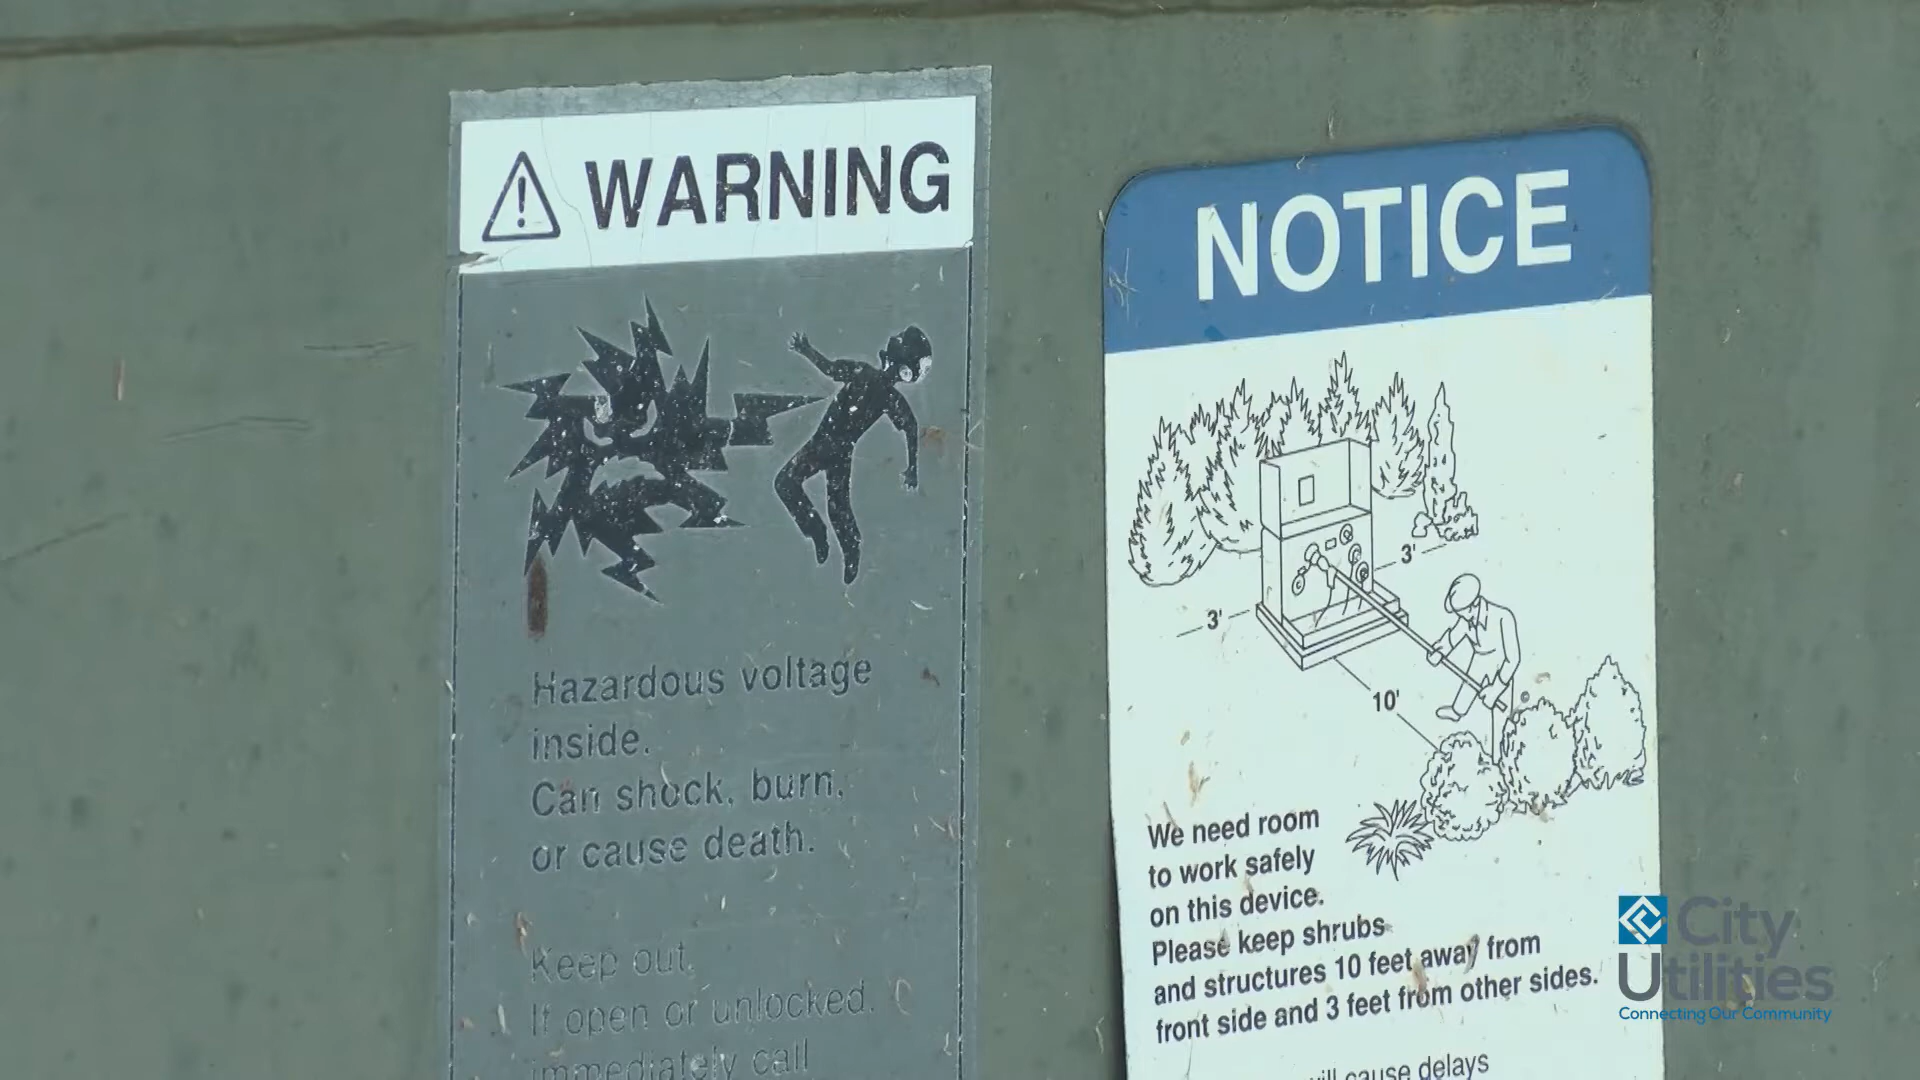 WARNING
Hazardous voltage
inside.
Can shock, burn,
or cause death.
Keep out.
If open or unlocked,
immediately call
NOTICE
3'
3'
10'
We need room
to work safely
on this device.
Please keep shrubs
and structures 10 feet away from
front side and 3 feet from other sides.
will cause delays
City
Utilities
Connecting Our Community